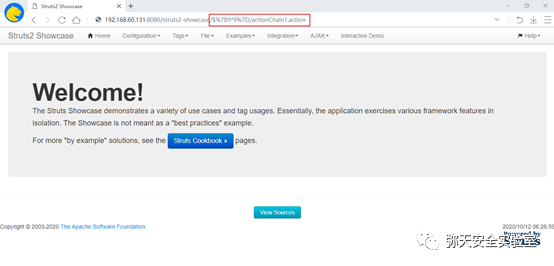 Struts2 Showcase
192.168.60.131:8080/struts2-showcase/$%7B9*9%7D/actionChain1.action
Struts2 Showcase Home Configuration Tags File Examples Integration AJAX Interactive Demo Help
Welcome!
The Struts Showcase demonstrates a variety of use cases and tag usages. Essentially, the application exercises various framework features in
isolation. The Showcase is not meant as a "best practices" example.
For more "by example" solutions, see the Struts Cookbook » pages.
View Sources
Copyright © 2003-2020 The Apache Software Foundation. 2020/10/12 06:26:55
Powered by
弥天安全实验室